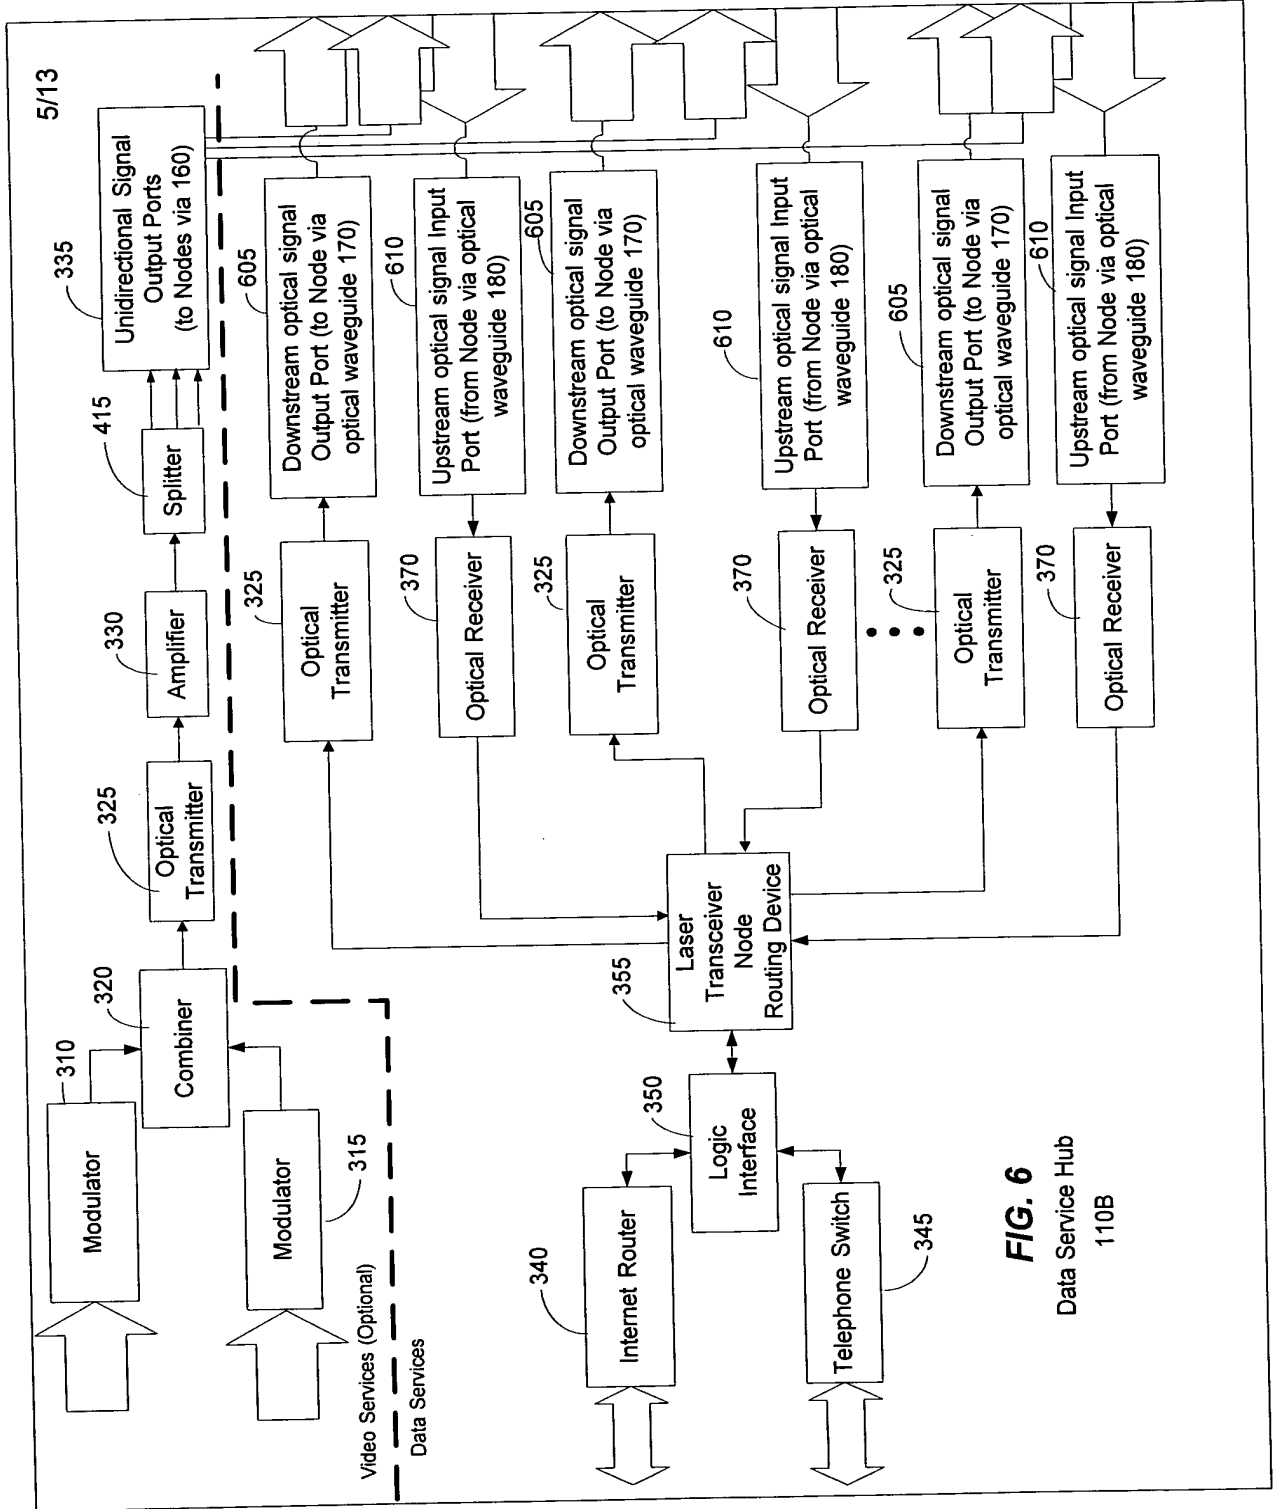 5/13
310
Modulator
320
Combiner
Modulator
315
325
Optical
Transmitter
330
Amplifier
415
Splitter
335
Unidirectional Signal
Output Ports
(to Nodes via 160)
Video Services (Optional)
Data Services
325
Optical
Transmitter
605
Downstream optical signal
Output Port (to Node via
optical waveguide 170)
370
Optical Receiver
610
Upstream optical signal Input
Port (from Node via optical
waveguide 180)
325
Optical
Transmitter
605
Downstream optical signal
Output Port (to Node via
optical waveguide 170)
340
Internet Router
350
Logic
Interface
355
Laser
Transceiver
Node
Routing Device
370
Optical Receiver
610
Upstream optical signal Input
Port (from Node via optical
waveguide 180)
Telephone Switch
345
325
Optical
Transmitter
605
Downstream optical signal
Output Port (to Node via
optical waveguide 170)
370
Optical Receiver
610
Upstream optical signal Input
Port (from Node via optical
waveguide 180)
FIG. 6
Data Service Hub
110B